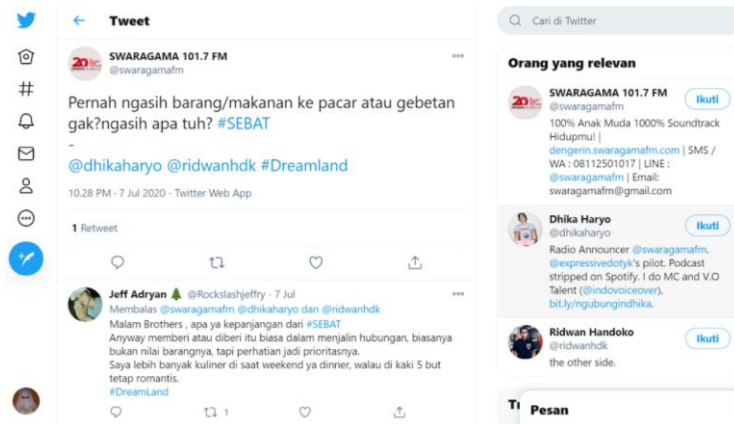 Tweet
SWARAGAMA 101.7 FM
@swaragamafm
Pernah ngasih barang/makanan ke pacar atau gebetan
gak?ngasih apa tuh? #SEBAT
-
@dhikaharyo @ridwanhdk #Dreamland
10.28 PM · 7 Jul 2020 · Twitter Web App
1 Retweet
Jeff Adryan @Rockslashjeffry · 7 Jul
Membalas @swaragamafm @dhikaharyo dan @ridwanhdk
Malam Brothers , apa ya kepanjangan dari #SEBAT
Anyway memberi atau diberi itu biasa dalam menjalin hubungan, biasanya
bukan nilai barangnya, tapi perhatian jadi prioritasnya.
Saya lebih banyak kuliner di saat weekend ya dinner, walau di kaki 5 but
tetap romantis.
#DreamLand
1
Cari di Twitter
Orang yang relevan
SWARAGAMA 101.7 FM
@swaragamafm
Ikuti
100% Anak Muda 1000% Soundtrack
Hidupmu! |
dengerin.swaragamafm.com | SMS /
WA : 08112501017 | LINE :
@swaragamafm | Email:
swaragamafm@gmail.com
Dhika Haryo
@dhikaharyo
Ikuti
Radio Announcer @swaragamafm.
@expressivedotyk's pilot. Podcast
stripped on Spotify. I do MC and V.O
Talent (@indovoiceover).
bit.ly/ngubungindhika.
Ridwan Handoko
@ridwanhdk
Ikuti
the other side.
Pesan